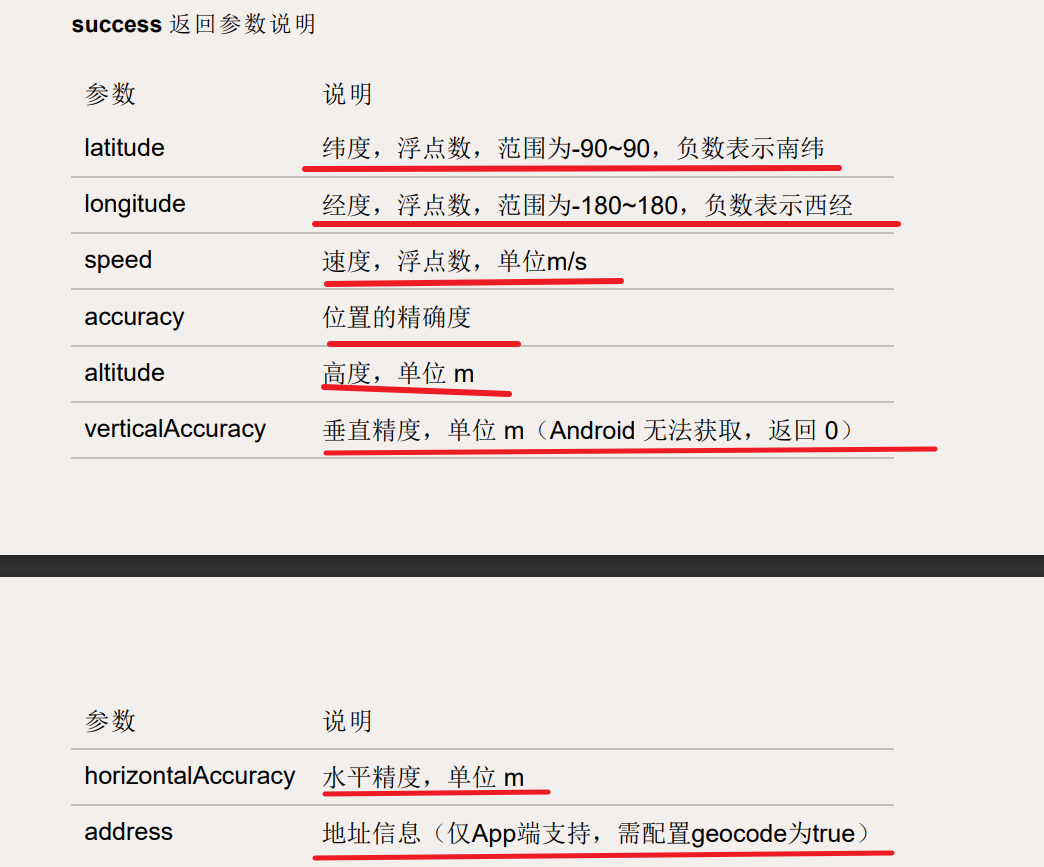 success 返回参数说明
参数 说明
latitude 纬度，浮点数，范围为-90~90，负数表示南纬
longitude 经度，浮点数，范围为-180~180，负数表示西经
speed 速度，浮点数，单位m/s
accuracy 位置的精确度
altitude 高度，单位 m
verticalAccuracy 垂直精度，单位 m（Android 无法获取，返回 0）
参数 说明
horizontalAccuracy 水平精度，单位 m
address 地址信息（仅App端支持，需配置geocode为true）